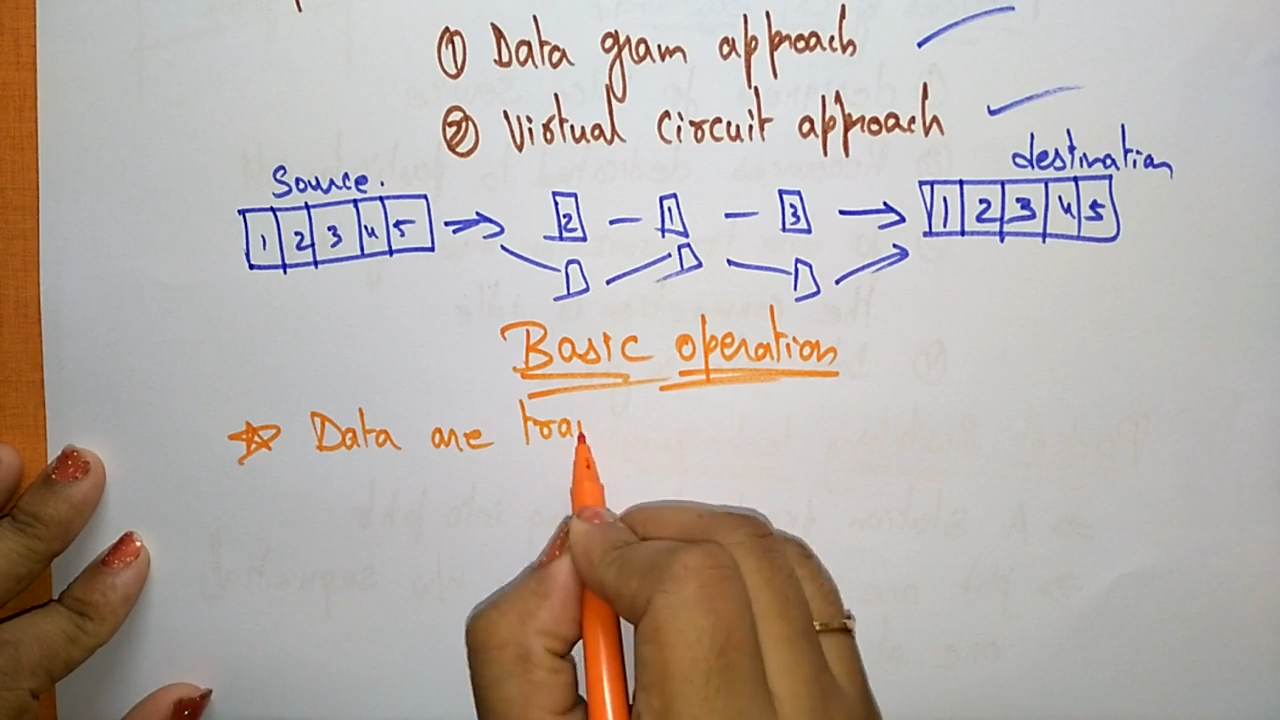 ① Data gram approach
② Virtual Circuit approach
Source. destination
1 2 3 4 5 ⇒ 2 – 1 – 3 → 1 2 3 4 5
Basic operation
☆ Data are tra